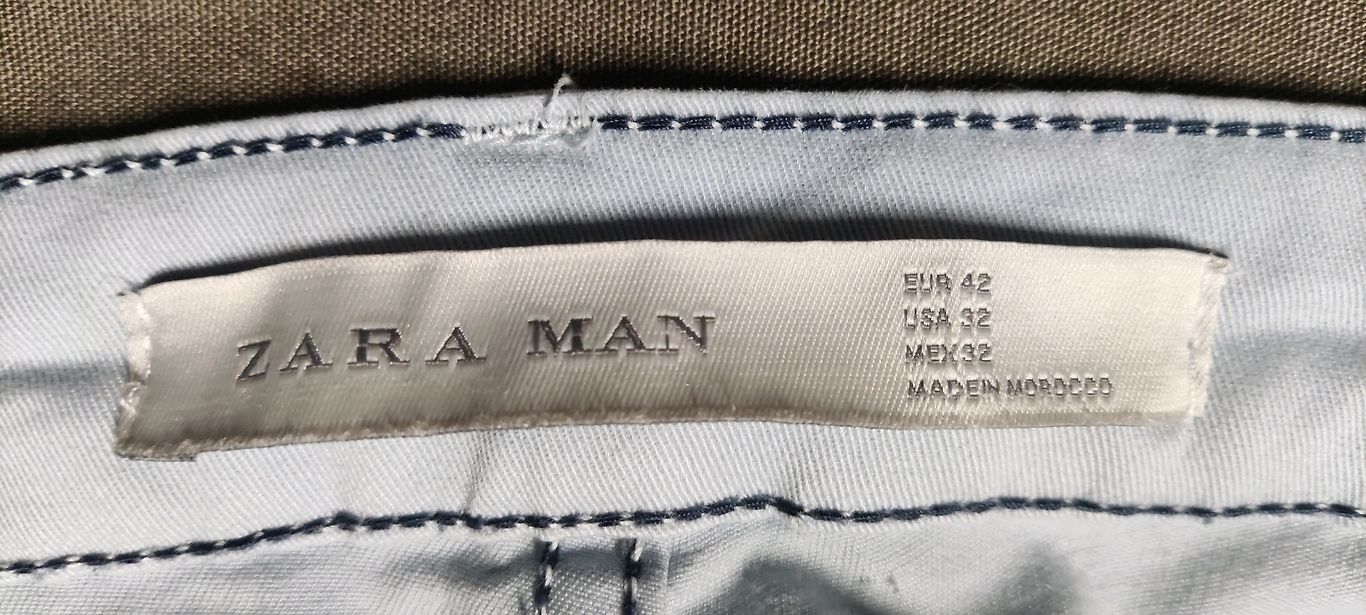 ZARA MAN
EUR 42
USA 32
MEX 32
MADE IN MOROCCO